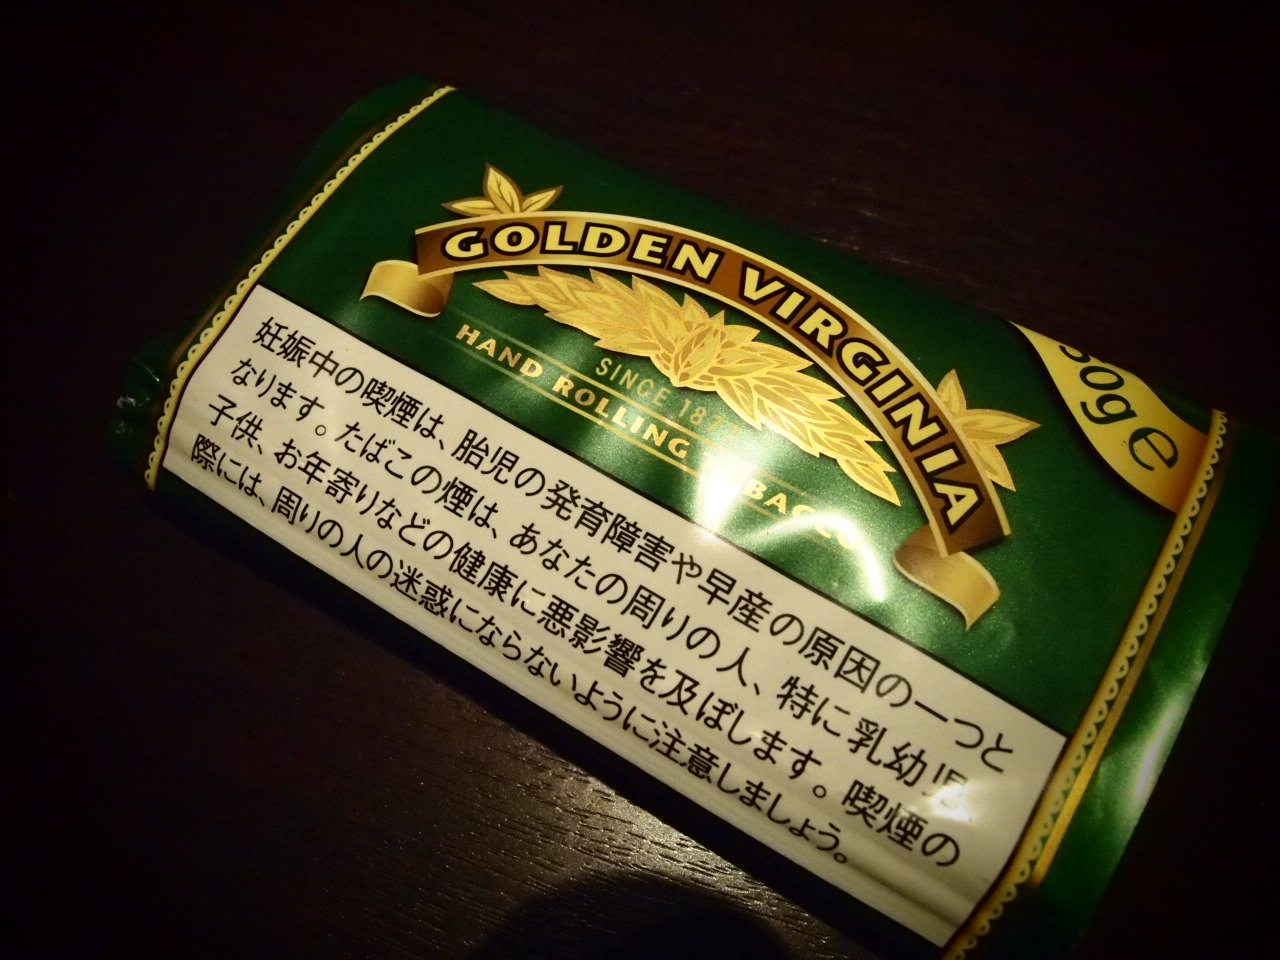 GOLDEN VIRGINIA
SINCE 187
HAND ROLLING TOBACCO
50g e
妊娠中の喫煙は、胎児の発育障害や早産の原因の一つと
なります。たばこの煙は、あなたの周りの人、特に乳幼児、
子供、お年寄りなどの健康に悪影響を及ぼします。喫煙の
際には、周りの人の迷惑にならないように注意しましょう。